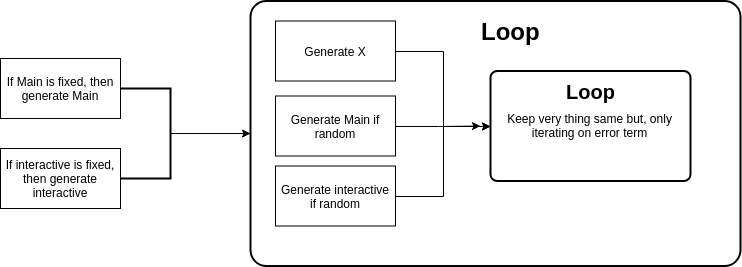 If Main is fixed, then
generate Main
If interactive is fixed,
then generate
interactive
Loop
Generate X
Generate Main if
random
Generate interactive
if random
Loop
Keep very thing same but, only
iterating on error term